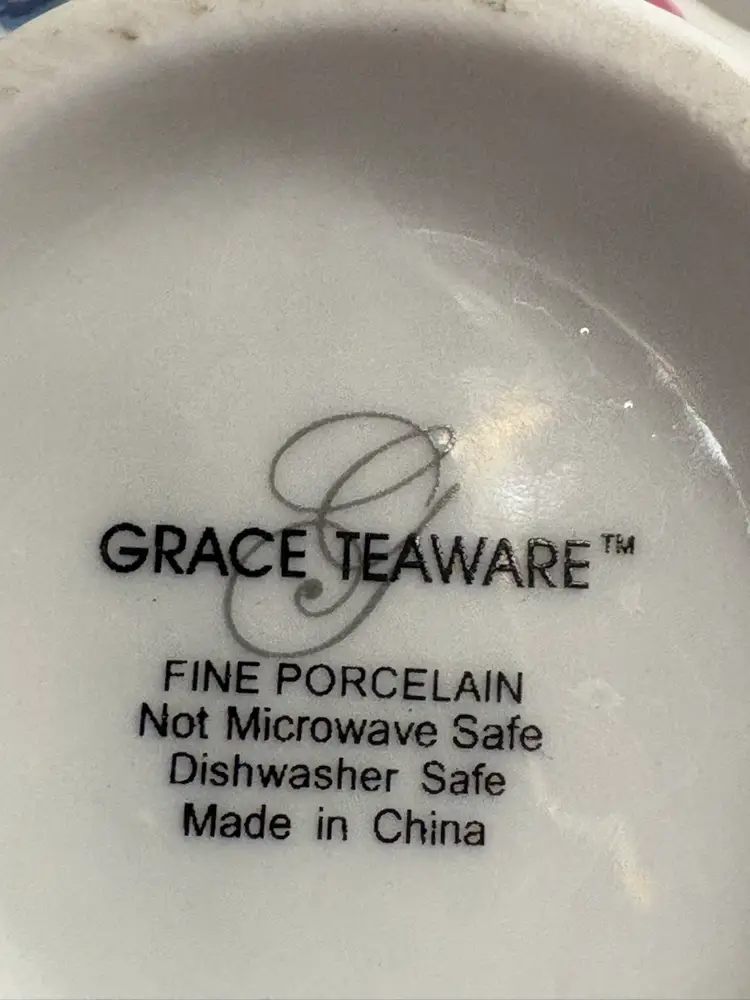 G
GRACE TEAWARE™
FINE PORCELAIN
Not Microwave Safe
Dishwasher Safe
Made in China